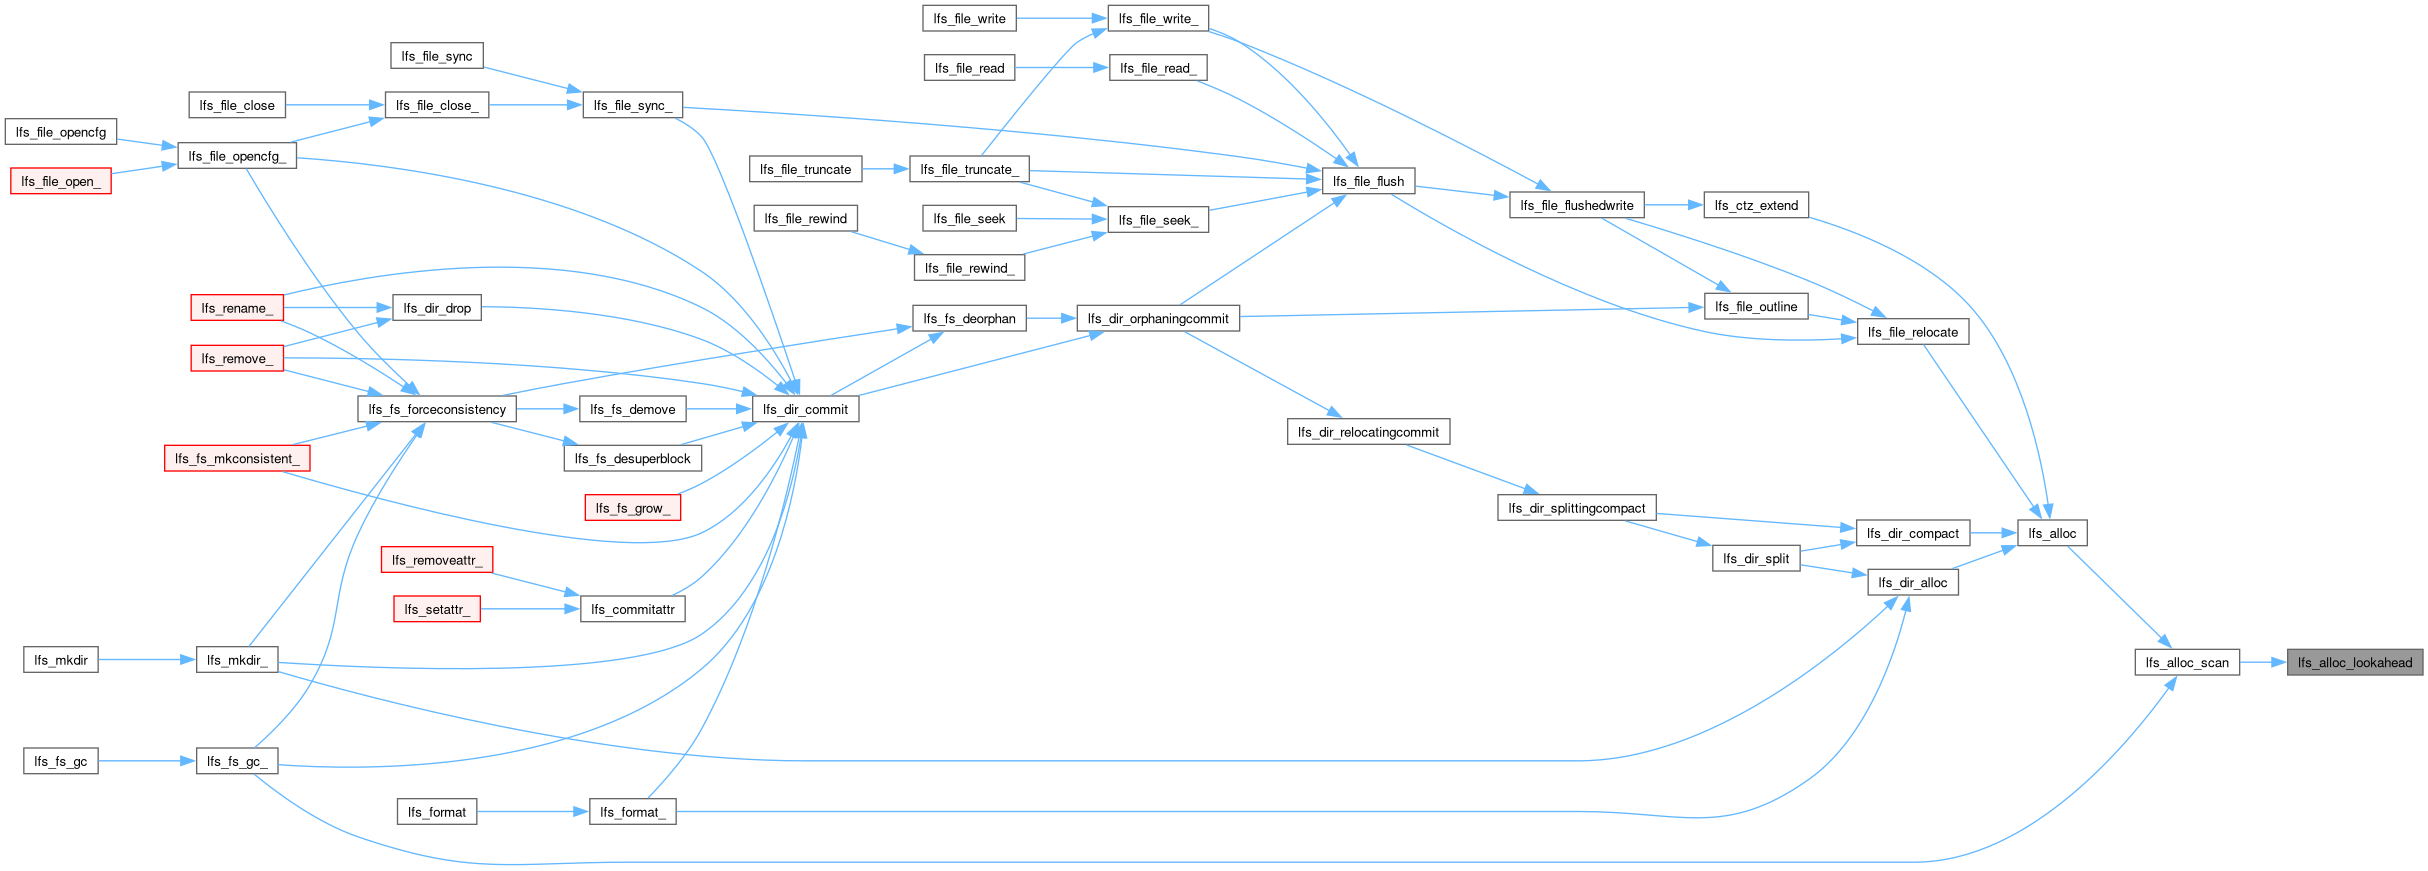 lfs_file_write
lfs_file_write_
lfs_file_sync
lfs_file_read
lfs_file_read_
lfs_file_close
lfs_file_close_
lfs_file_sync_
lfs_file_opencfg
lfs_file_opencfg_
lfs_file_open_
lfs_file_truncate
lfs_file_truncate_
lfs_file_flush
lfs_file_flushedwrite
lfs_ctz_extend
lfs_file_rewind
lfs_file_seek
lfs_file_seek_
lfs_file_rewind_
lfs_rename_
lfs_dir_drop
lfs_fs_deorphan
lfs_dir_orphaningcommit
lfs_file_outline
lfs_file_relocate
lfs_remove_
lfs_fs_forceconsistency
lfs_fs_demove
lfs_dir_commit
lfs_dir_relocatingcommit
lfs_fs_mkconsistent_
lfs_fs_desuperblock
lfs_fs_grow_
lfs_dir_splittingcompact
lfs_dir_compact
lfs_alloc
lfs_removeattr_
lfs_dir_split
lfs_dir_alloc
lfs_setattr_
lfs_commitattr
lfs_mkdir
lfs_mkdir_
lfs_alloc_scan
lfs_alloc_lookahead
lfs_fs_gc
lfs_fs_gc_
lfs_format
lfs_format_